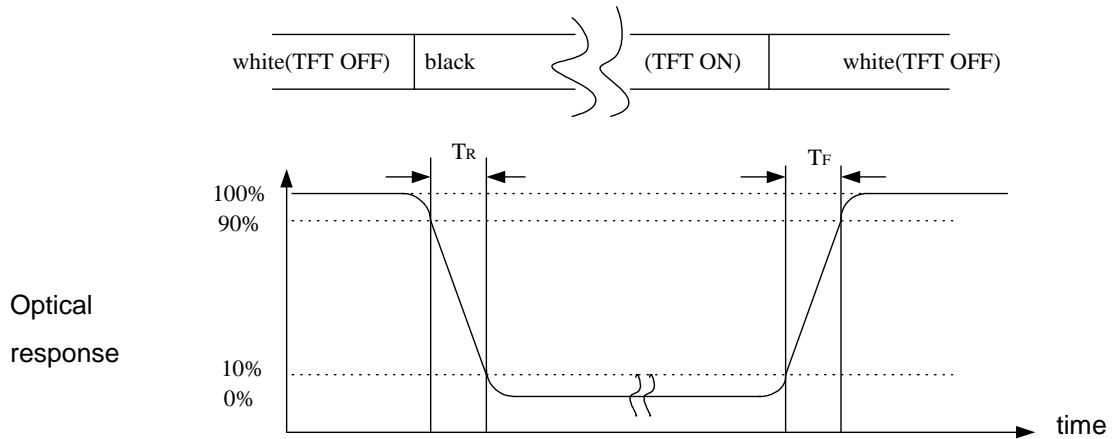 white(TFT OFF) black (TFT ON) white(TFT OFF)
TR TF
100%
90%
Optical
response
10%
0%
time